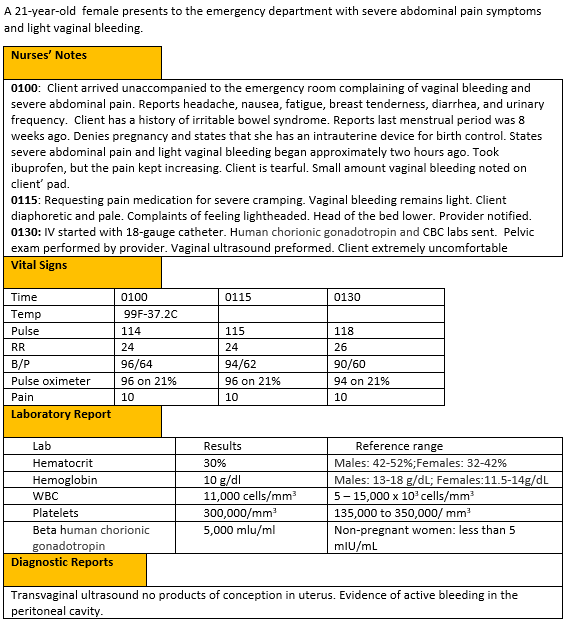 A 21-year-old  female presents to the emergency department with severe abdominal pain symptoms
and light vaginal bleeding.
Nurses’ Notes
0100:  Client arrived unaccompanied to the emergency room complaining of vaginal bleeding and
severe abdominal pain. Reports headache, nausea, fatigue, breast tenderness, diarrhea, and urinary
frequency.  Client has a history of irritable bowel syndrome. Reports last menstrual period was 8
weeks ago. Denies pregnancy and states that she has an intrauterine device for birth control. States
severe abdominal pain and light vaginal bleeding began approximately two hours ago. Took
ibuprofen, but the pain kept increasing. Client is tearful. Small amount vaginal bleeding noted on
client’ pad.
0115: Requesting pain medication for severe cramping. Vaginal bleeding remains light. Client
diaphoretic and pale. Complaints of feeling lightheaded. Head of the bed lower. Provider notified.
0130: IV started with 18-gauge catheter. Human chorionic gonadotropin and CBC labs sent.  Pelvic
exam performed by provider. Vaginal ultrasound preformed. Client extremely uncomfortable
Vital Signs
Time 0100 0115 0130
Temp 99F-37.2C
Pulse 114 115 118
RR 24 24 26
B/P 96/64 94/62 90/60
Pulse oximeter 96 on 21% 96 on 21% 94 on 21%
Pain 10 10 10
Laboratory Report
Lab Results Reference range
Hematocrit 30% Males: 42-52%;Females: 32-42%
Hemoglobin 10 g/dl Males: 13-18 g/dL; Females:11.5-14g/dL
WBC 11,000 cells/mm³ 5 – 15,000 x 10³ cells/mm³
Platelets 300,000/mm³ 135,000 to 350,000/ mm³
Beta human chorionic 5,000 mlu/ml Non-pregnant women: less than 5
gonadotropin mIU/mL
Diagnostic Reports
Transvaginal ultrasound no products of conception in uterus. Evidence of active bleeding in the
peritoneal cavity.